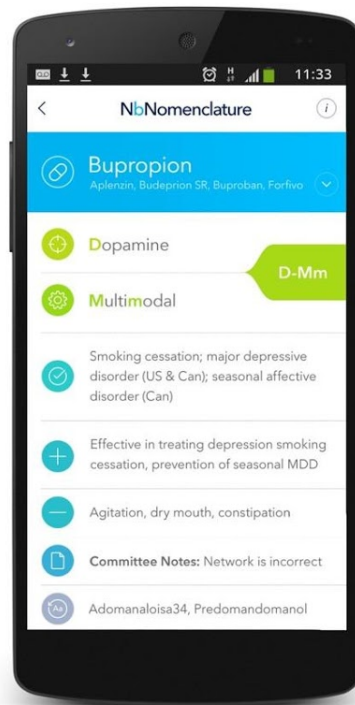 11:33
NbNomenclature
Bupropion
Aplenzin, Budeprion SR, Buproban, Forfivo
Dopamine
D-Mm
Multimodal
Smoking cessation; major depressive
disorder (US & Can); seasonal affective
disorder (Can)
Effective in treating depression smoking
cessation, prevention of seasonal MDD
Agitation, dry mouth, constipation
Committee Notes: Network is incorrect
Aa
Adomanaloisa34, Predomandomanol